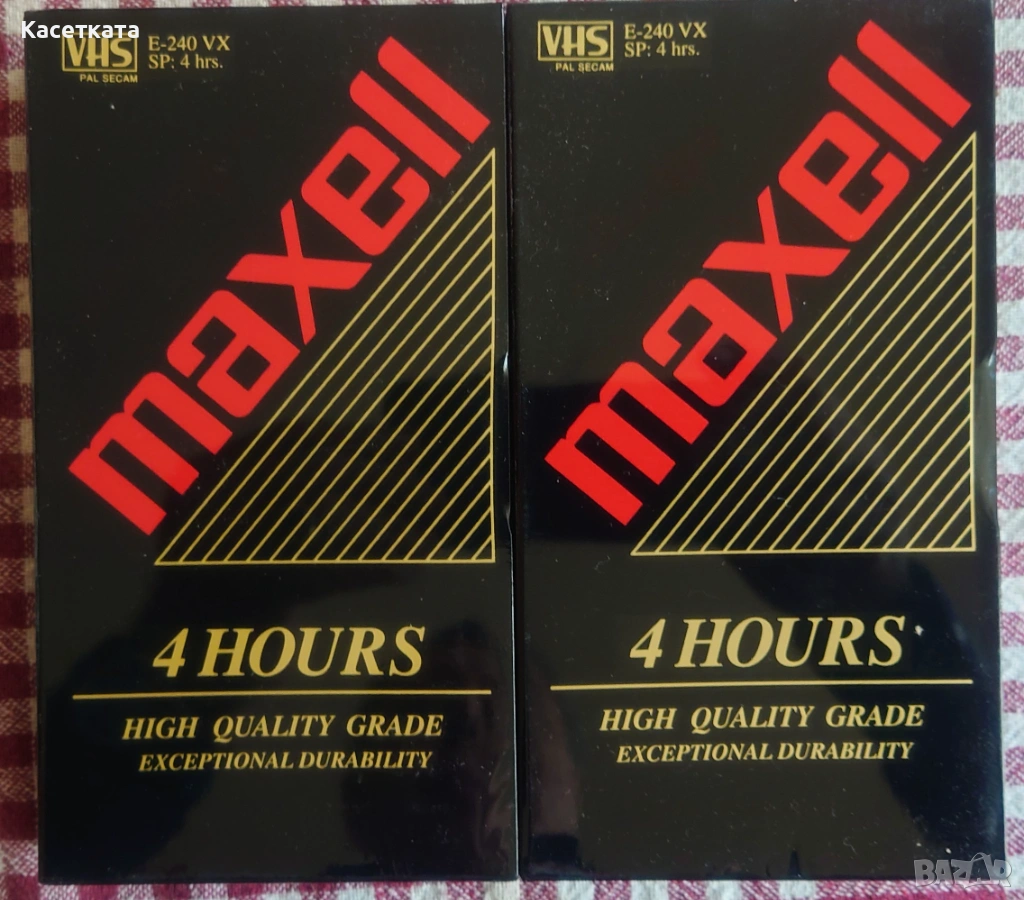 Касетката
VHS E-240 VX
PAL SECAM SP: 4 hrs.
maxell
4 HOURS
HIGH QUALITY GRADE
EXCEPTIONAL DURABILITY
VHS E-240 VX
PAL SECAM SP: 4 hrs.
maxell
4 HOURS
HIGH QUALITY GRADE
EXCEPTIONAL DURABILITY
BAZAR